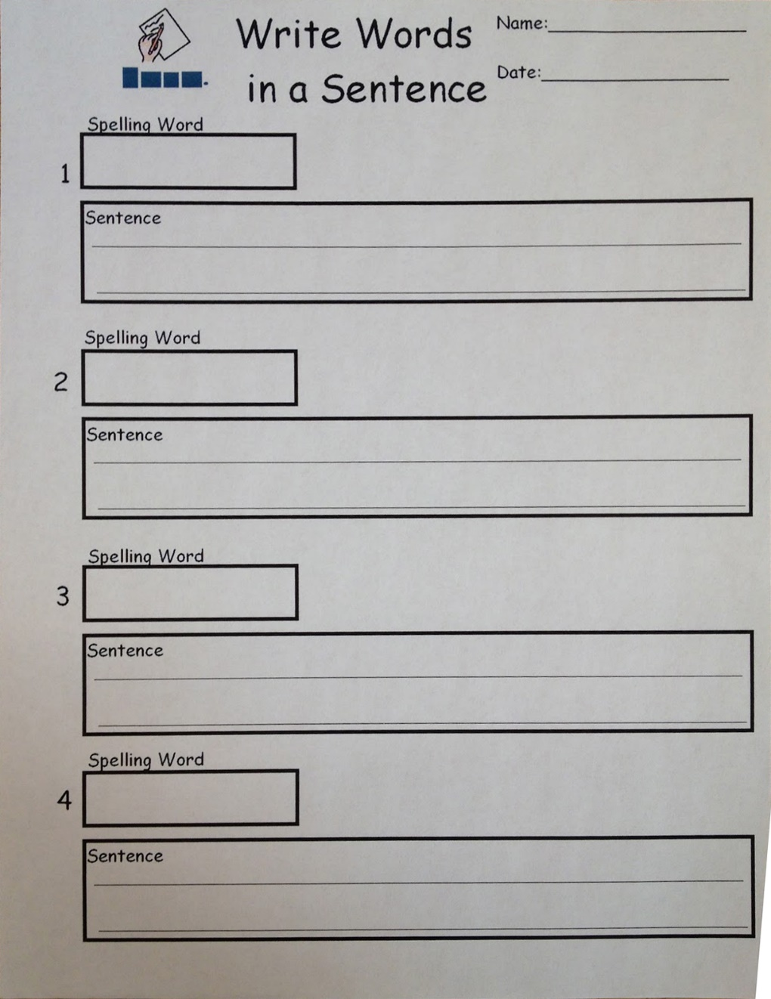 Write Words
in a Sentence
Name:
Date:
Spelling Word
1
Sentence
Spelling Word
2
Sentence
Spelling Word
3
Sentence
Spelling Word
4
Sentence